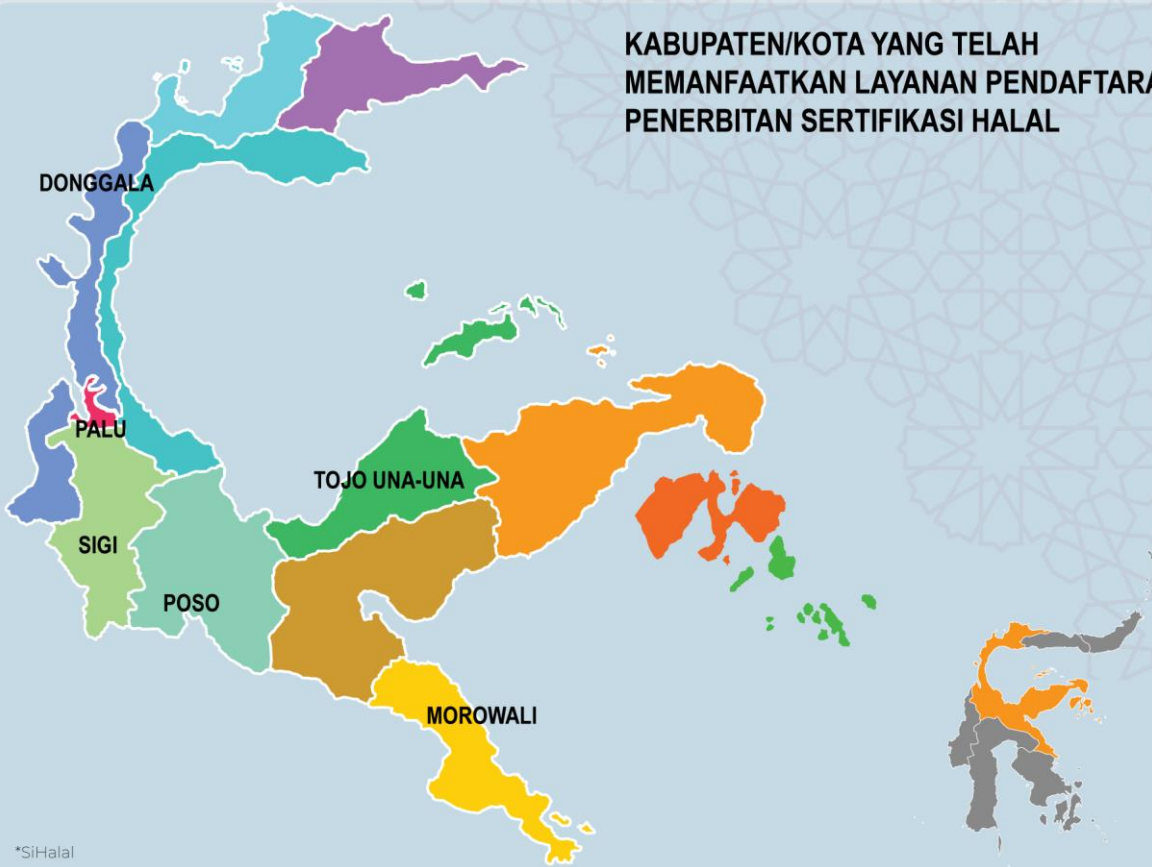 KABUPATEN/KOTA YANG TELAH
MEMANFAATKAN LAYANAN PENDAFTARA
PENERBITAN SERTIFIKASI HALAL
DONGGALA
PALU
TOJO UNA-UNA
SIGI
POSO
MOROWALI
*SiHalal